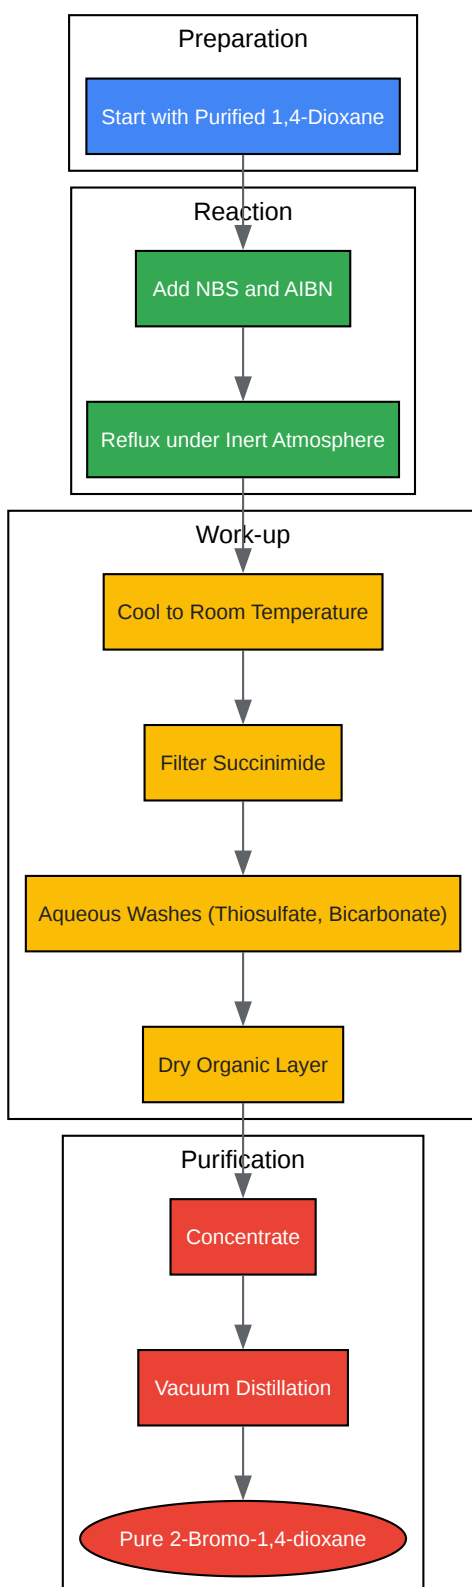 Preparation
Start with Purified 1,4-Dioxane
Reaction
Add NBS and AIBN
Reflux under Inert Atmosphere
Work-up
Cool to Room Temperature
Filter Succinimide
Aqueous Washes (Thiosulfate, Bicarbonate)
Dry Organic Layer
Purification
Concentrate
Vacuum Distillation
Pure 2-Bromo-1,4-dioxane